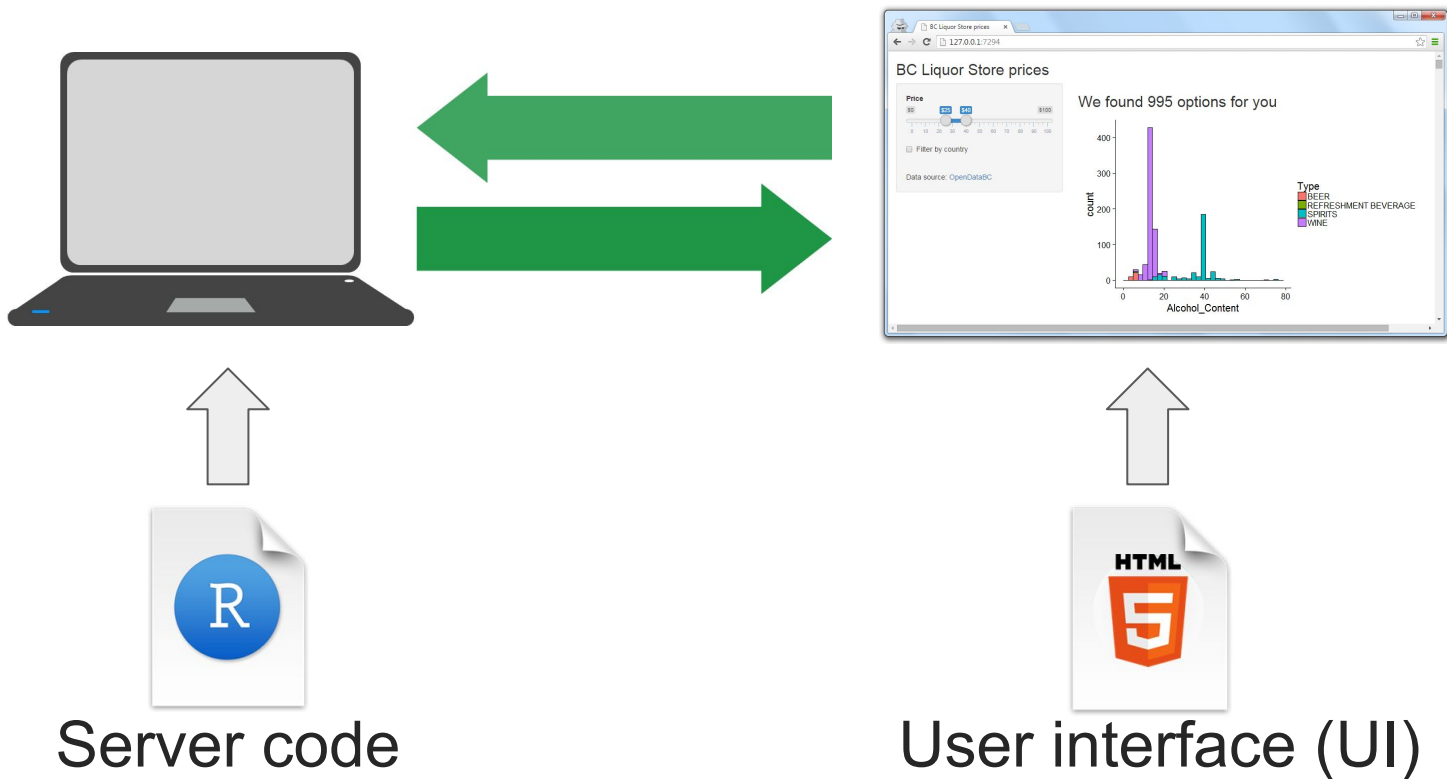 BC Liquor Store prices
127.0.0.1:7294
BC Liquor Store prices
Price
$0 $25 $40 $100
0 10 20 30 40 50 60 70 80 90 100
Filter by country
Data source: OpenDataBC
We found 995 options for you
count
400
300
200
100
0
0 20 40 60 80
Alcohol_Content
Type
BEER
REFRESHMENT BEVERAGE
SPIRITS
WINE
R
HTML
5
Server code
User interface (UI)